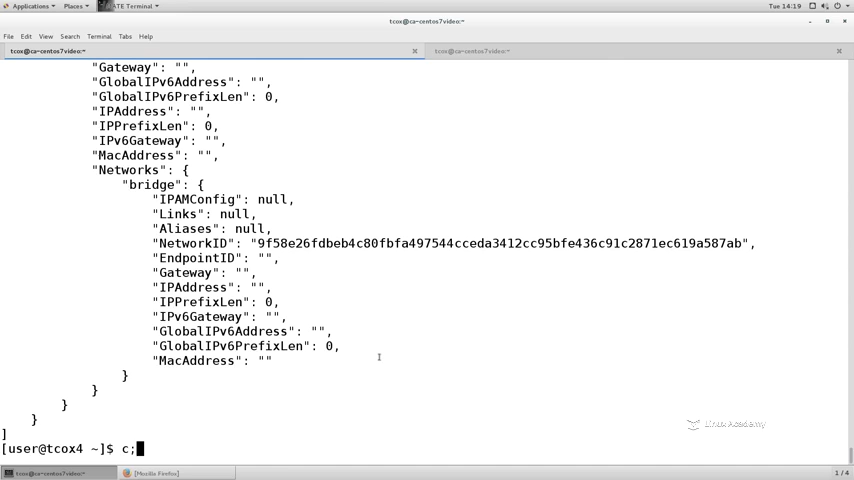 Applications Places MATE Terminal Tue 14:19
tcox@ca-centos7video:~
File Edit View Search Terminal Tabs Help
tcox@ca-centos7video:~ tcox@ca-centos7video:~
"Gateway": "",
"GlobalIPv6Address": "",
"GlobalIPv6PrefixLen": 0,
"IPAddress": "",
"IPPrefixLen": 0,
"IPv6Gateway": "",
"MacAddress": "",
"Networks": {
"bridge": {
"IPAMConfig": null,
"Links": null,
"Aliases": null,
"NetworkID": "9f58e26fdbeb4c80fbfa497544cceda3412cc95bfe436c91c2871ec619a587ab",
"EndpointID": "",
"Gateway": "",
"IPAddress": "",
"IPPrefixLen": 0,
"IPv6Gateway": "",
"GlobalIPv6Address": "",
"GlobalIPv6PrefixLen": 0,
"MacAddress": ""
}
}
}
}
]
[user@tcox4 ~]$ c;
Linux Academy
tcox@ca-centos7video:~ [Mozilla Firefox] 1 / 4